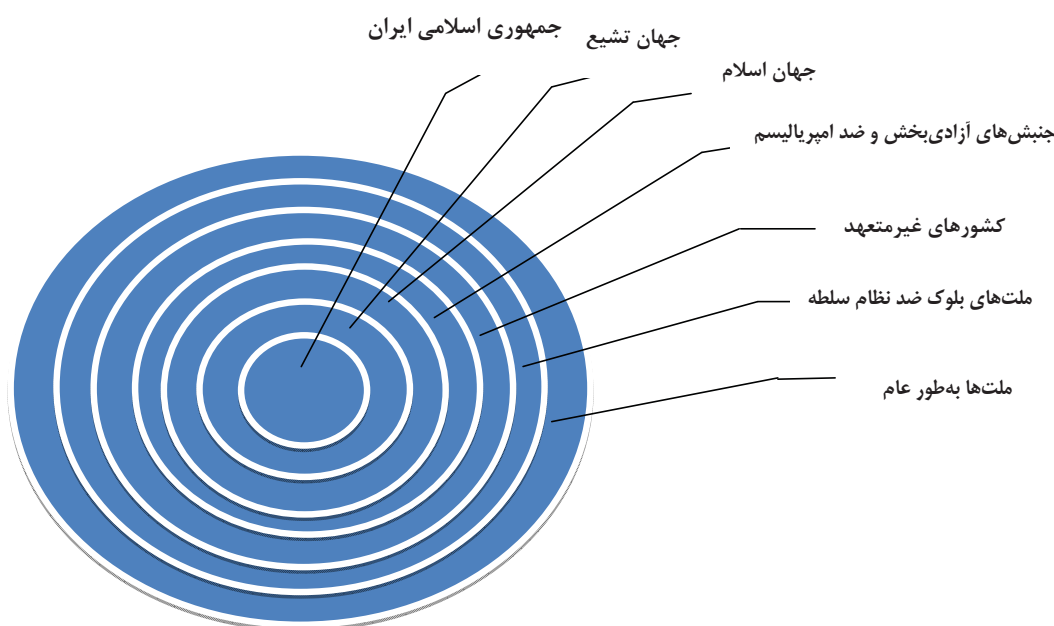 جمهوری اسلامی ایران
جهان تشیع
جهان اسلام
جنبش‌های آزادی‌بخش و ضد امپریالیسم
کشورهای غیرمتعهد
ملت‌های بلوک ضد نظام سلطه
ملت‌ها به‌طور عام